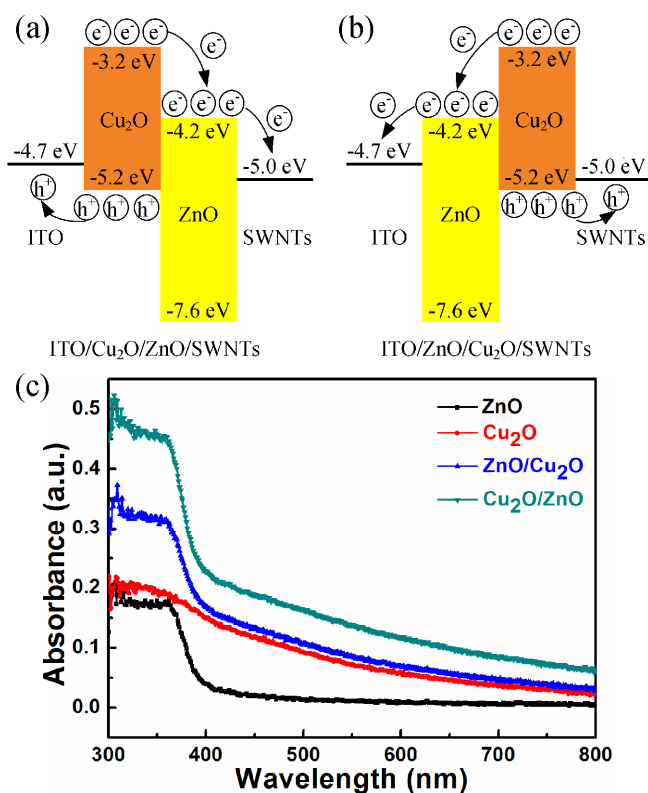 (a)
e⁻ e⁻ e⁻
e⁻
-3.2 eV
Cu₂O
e⁻ e⁻ e⁻
e⁻
-4.2 eV
-4.7 eV
-5.0 eV
-5.2 eV
h⁺
h⁺ h⁺ h⁺
ZnO
ITO
SWNTs
-7.6 eV
ITO/Cu₂O/ZnO/SWNTs
(b)
e⁻ e⁻ e⁻
e⁻
-3.2 eV
Cu₂O
e⁻ e⁻ e⁻
e⁻
-4.2 eV
-4.7 eV
-5.0 eV
-5.2 eV
h⁺
h⁺ h⁺ h⁺
ZnO
ITO
SWNTs
-7.6 eV
ITO/ZnO/Cu₂O/SWNTs
(c)
ZnO
Cu₂O
ZnO/Cu₂O
Cu₂O/ZnO
Absorbance (a.u.)
0.5
0.4
0.3
0.2
0.1
0.0
300 400 500 600 700 800
Wavelength (nm)